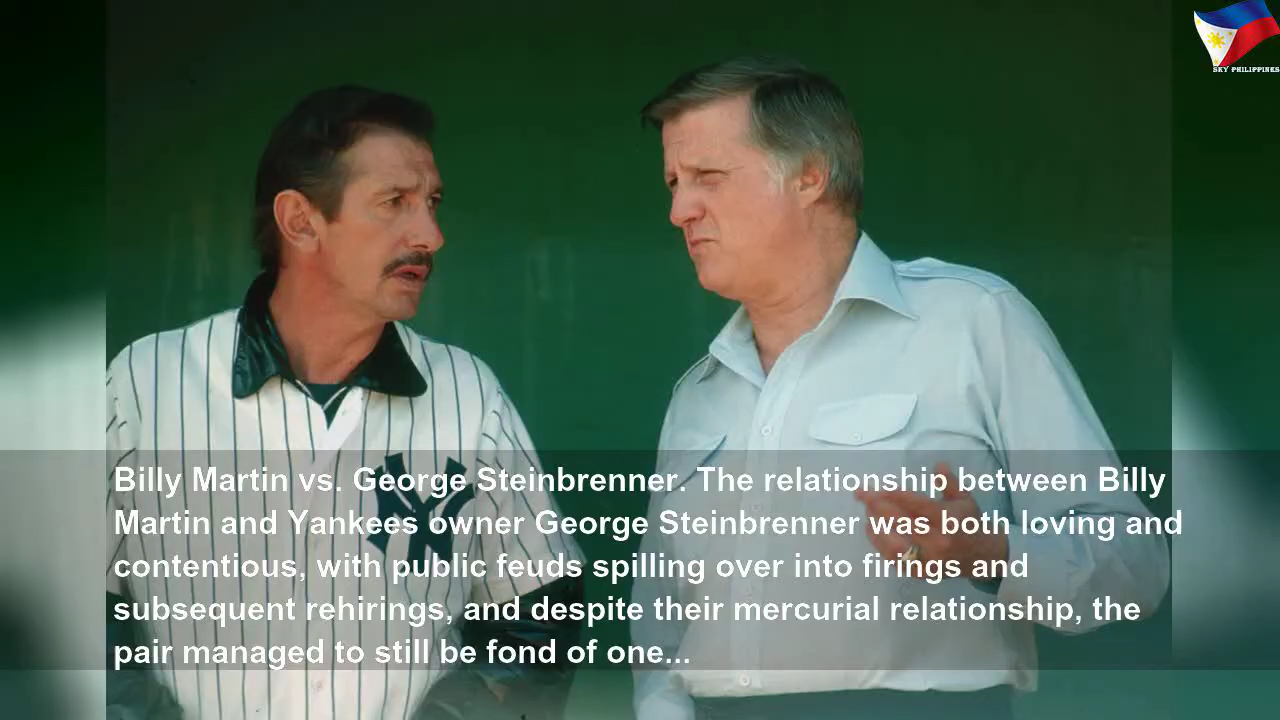 SKY PHILIPPINES
Billy Martin vs. George Steinbrenner. The relationship between Billy
Martin and Yankees owner George Steinbrenner was both loving and
contentious, with public feuds spilling over into firings and
subsequent rehirings, and despite their mercurial relationship, the
pair managed to still be fond of one...
NY